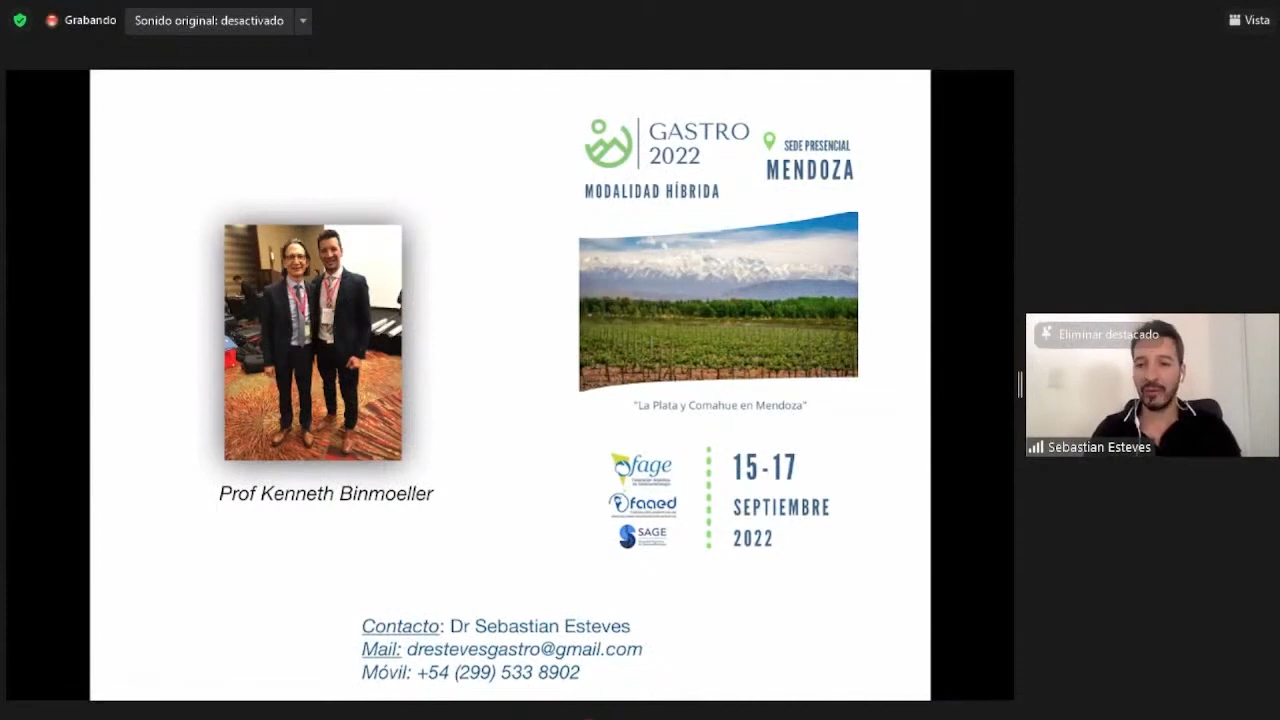 Grabando
Sonido original: desactivado
Vista
GASTRO
2022
MODALIDAD HÍBRIDA
SEDE PRESENCIAL
MENDOZA
"La Plata y Comahue en Mendoza"
Prof Kenneth Binmoeller
fage
faaed
SAGE
15-17
SEPTIEMBRE
2022
Contacto: Dr Sebastian Esteves
Mail: drestevesgastro@gmail.com
Móvil: +54 (299) 533 8902
Eliminar destacado
Sebastian Esteves